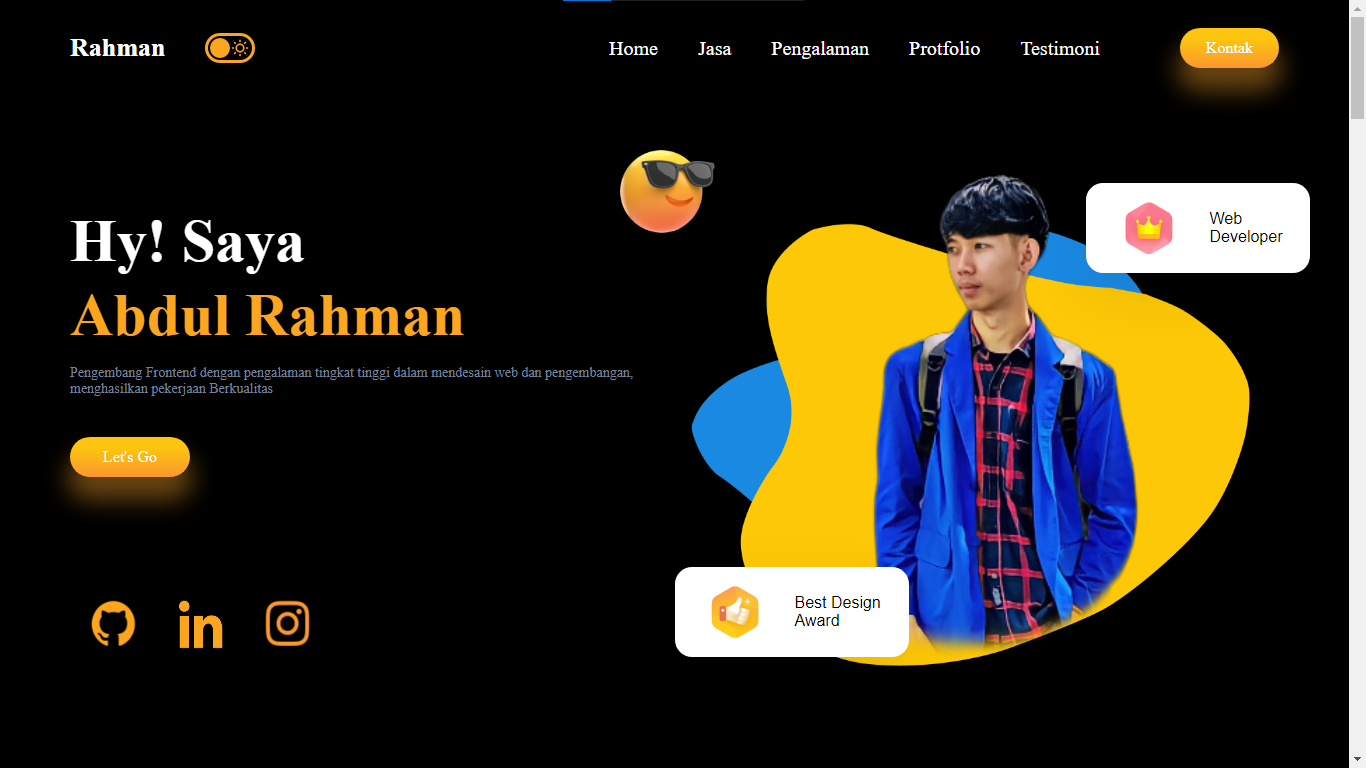 Rahman
Home
Jasa
Pengalaman
Protfolio
Testimoni
Kontak
Hy! Saya
Abdul Rahman
Pengembang Frontend dengan pengalaman tingkat tinggi dalam mendesain web dan pengembangan,
menghasilkan pekerjaan Berkualitas
Let's Go
Web
Developer
Best Design
Award